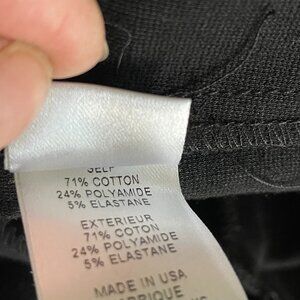 SELF
71% COTTON
24% POLYAMIDE
5% ELASTANE
EXTERIEUR
71% COTON
24% POLYAMIDE
5% ELASTANE
MADE IN USA